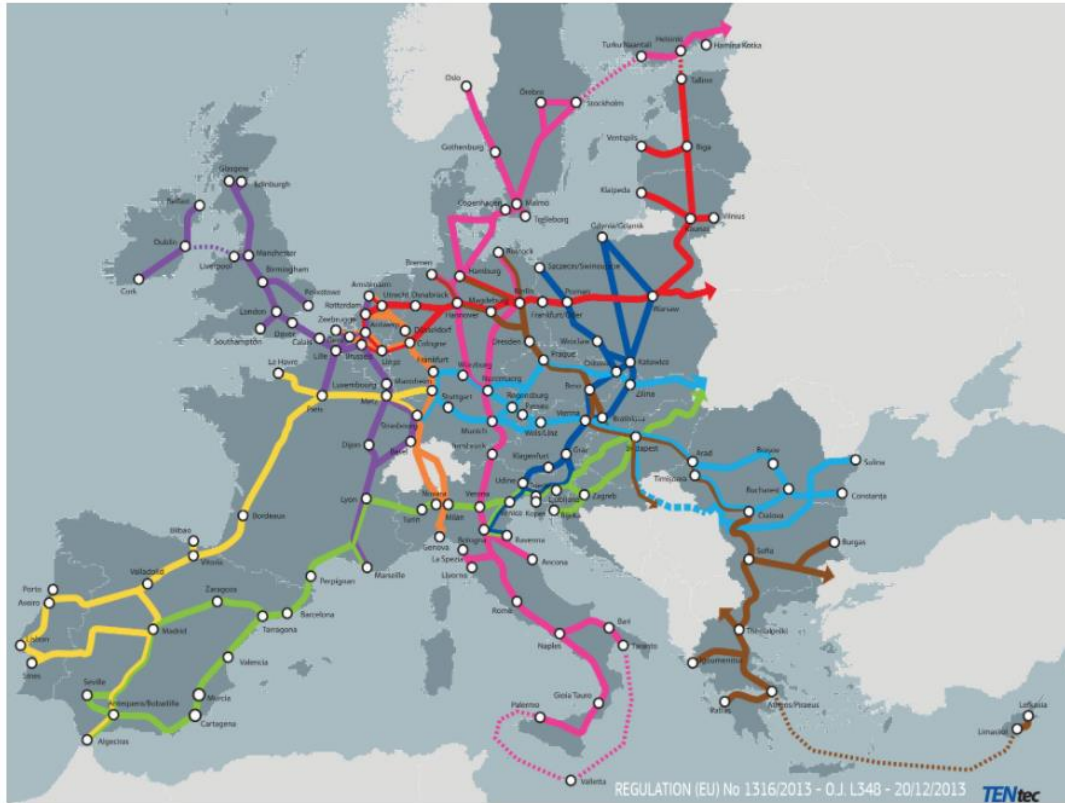 Helsinki
Hamina Kotka
Turku Naantali
Tallinn
Oslo
Örebro
Stockholm
Ventspils
Riga
Gothenburg
Klaipeda
Vilnius
Kaunas
Glasgow
Edinburgh
Belfast
Copenhagen
Malmö
Trelleborg
Dublin
Liverpool
Manchester
Gdynia/Gdansk
Rostock
Cork
Birmingham
Bremen
Hamburg
Felixstowe
Amsterdam
Utrecht
Osnabrück
Magdeburg
Berlin
Poznan
London
Rotterdam
Hannover
Frankfurt/Oder
Warsaw
Zeebrugge
Southampton
Dover
Calais
Antwerp
Düsseldorf
Cologne
Dresden
Wroclaw
Lille
Brussels
Liège
Frankfurt
Prague
Katowice
Le Havre
Luxembourg
Mannheim
Würzburg
Nuremberg
Regensburg
Brno
Zilina
Paris
Metz
Stuttgart
Passau
Strasbourg
Munich
Wels/Linz
Vienna
Bratislava
Dijon
Basel
Innsbruck
Graz
Budapest
Klagenfurt
Arad
Brasov
Sulina
Udine
Timișoara
Lyon
Novara
Verona
Ljubljana
Zagreb
Bucharest
Constanța
Turin
Milan
Venice
Koper
Rijeka
Craiova
Bordeaux
Genova
Bologna
Ravenna
Bilbao
La Spezia
Ancona
Sofia
Burgas
Vitoria
Marseille
Livorno
Valladolid
Perpignan
Porto
Zaragoza
Aveiro
Barcelona
Roma
Madrid
Tarragona
Bari
Thessaloniki
Lisbon
Naples
Taranto
Igoumenitsa
Sines
Valencia
Seville
Murcia
Gioia Tauro
Patras
Athens/Piraeus
Antequera/Bobadilla
Cartagena
Palermo
Lefkosia
Limassol
Algeciras
Valletta
REGULATION (EU) No 1316/2013 - O.J. L348 - 20/12/2013
TENtec